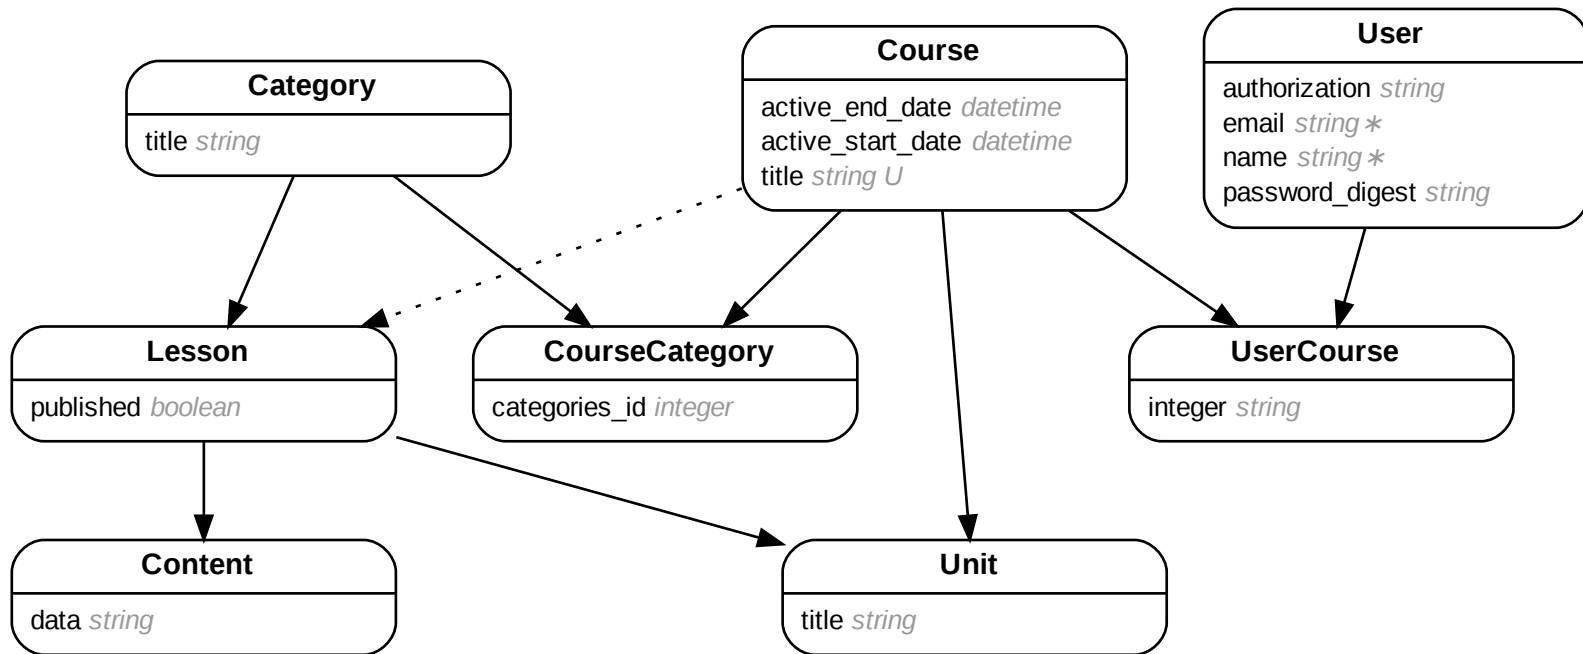 Category
title string
Course
active_end_date datetime
active_start_date datetime
title string U
User
authorization string
email string∗
name string∗
password_digest string
Lesson
published boolean
CourseCategory
categories_id integer
UserCourse
integer string
Content
data string
Unit
title string